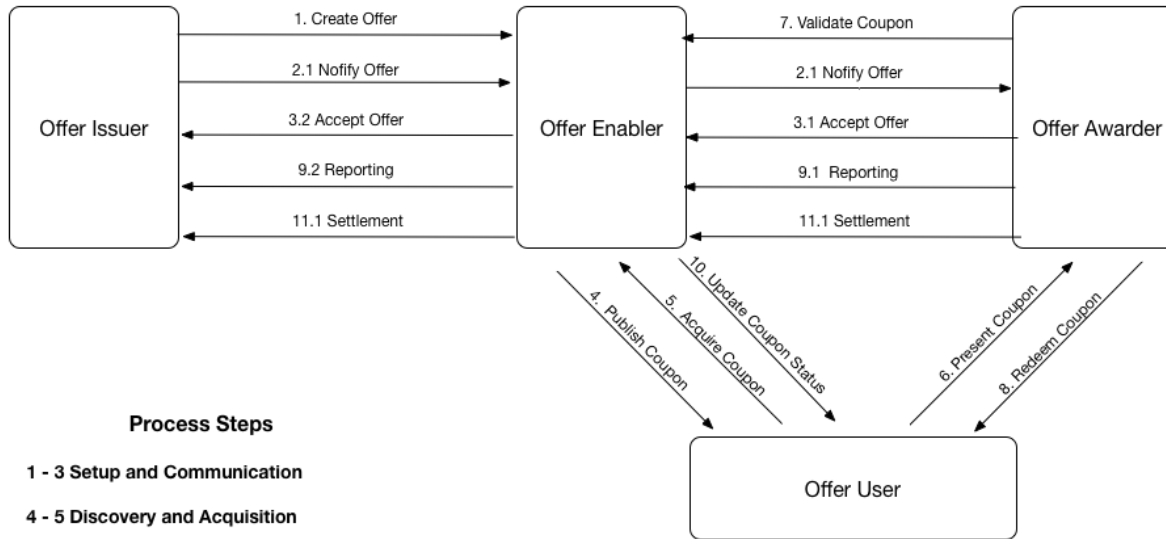 1. Create Offer
7. Validate Coupon
2.1 Nofify Offer
2.1 Nofify Offer
Offer Issuer
3.2 Accept Offer
Offer Enabler
3.1 Accept Offer
Offer Awarder
9.2 Reporting
9.1 Reporting
11.1 Settlement
11.1 Settlement
4. Publish Coupon
5. Acquire Coupon
10. Update Coupon Status
6. Present Coupon
8. Redeem Coupon
Process Steps
1 - 3 Setup and Communication
Offer User
4 - 5 Discovery and Acquisition